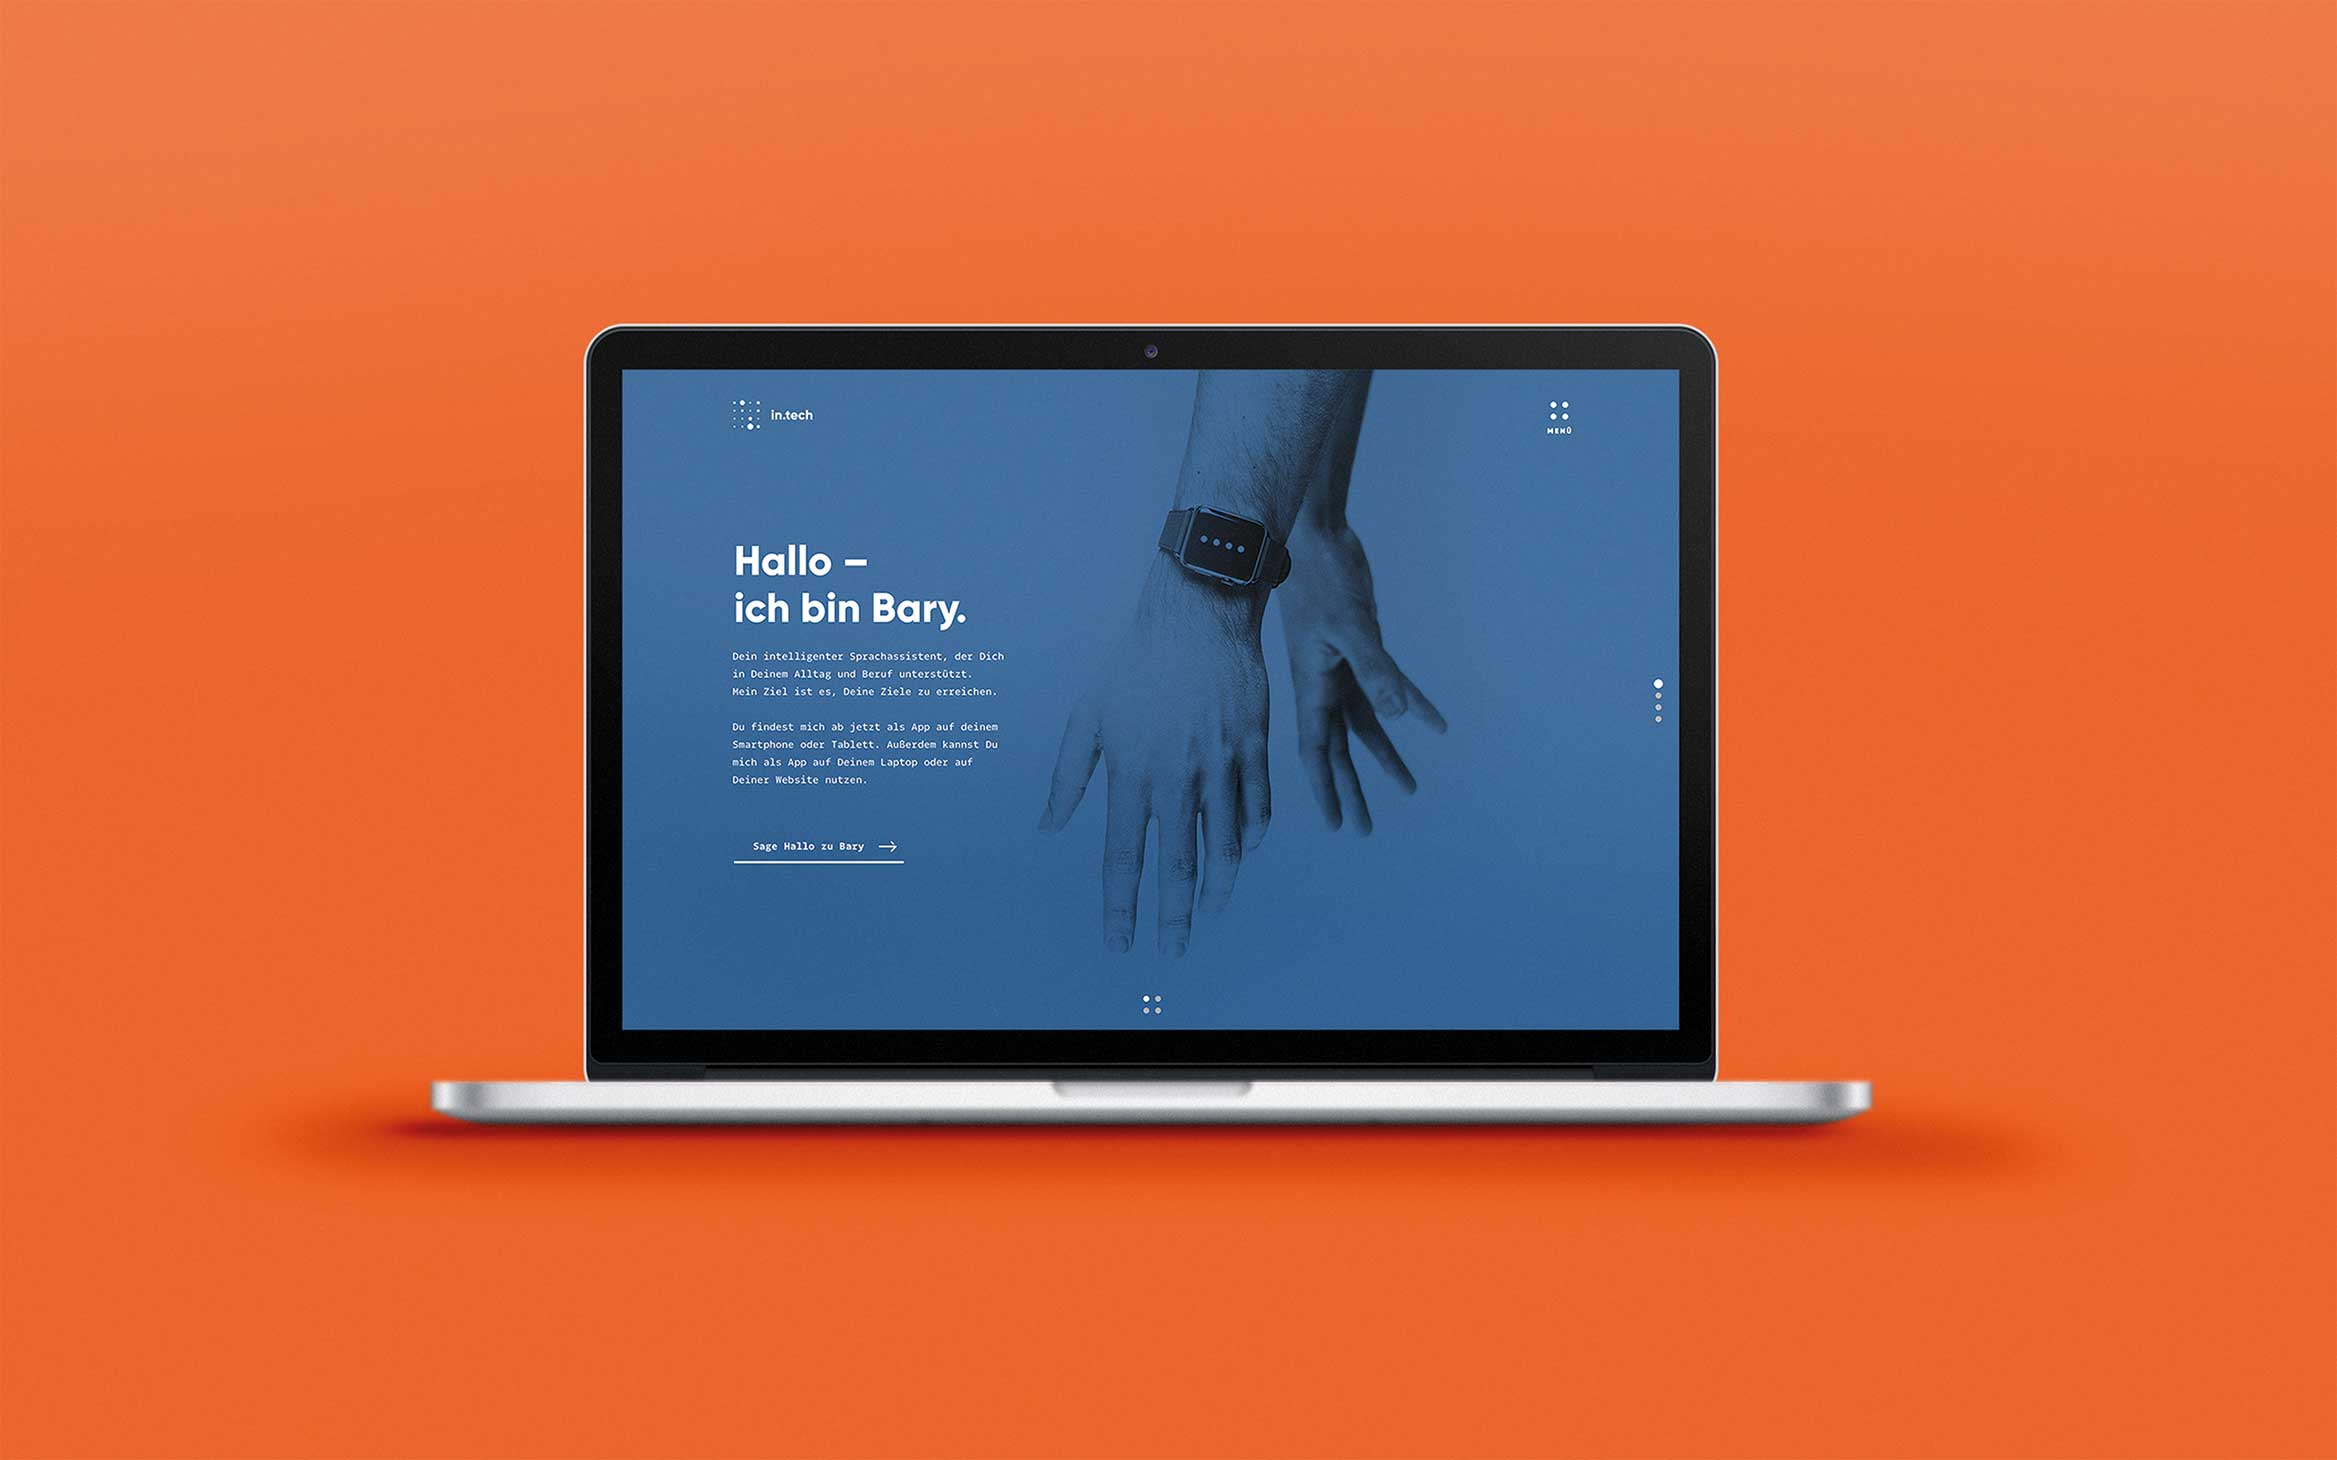 in.tech
MENÜ
Hallo –
ich bin Bary.
Dein intelligenter Sprachassistent, der Dich
in Deinem Alltag und Beruf unterstützt.
Mein Ziel ist es, Deine Ziele zu erreichen.
Du findest mich ab jetzt als App auf deinem
Smartphone oder Tablett. Außerdem kannst Du
mich als App auf Deinem Laptop oder auf
Deiner Website nutzen.
Sage Hallo zu Bary →